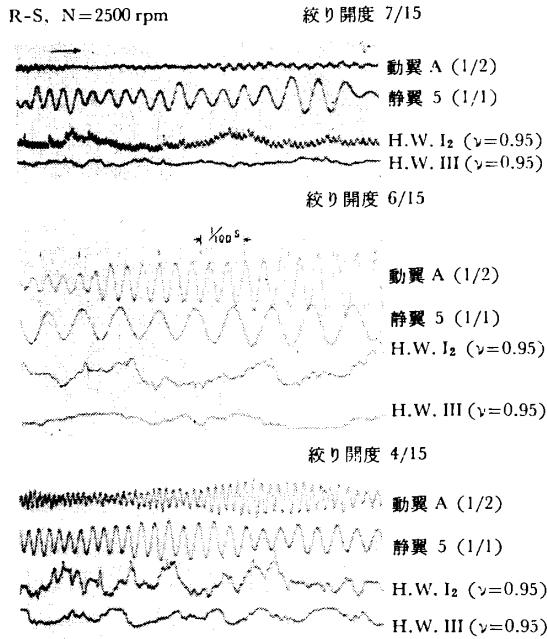 R-S, N=2500 rpm 絞り開度 7/15
動翼 A (1/2)
静翼 5 (1/1)
H.W. I₂ (ν=0.95)
H.W. III (ν=0.95)
絞り開度 6/15
1/100 s
動翼 A (1/2)
静翼 5 (1/1)
H.W. I₂ (ν=0.95)
H.W. III (ν=0.95)
絞り開度 4/15
動翼 A (1/2)
静翼 5 (1/1)
H.W. I₂ (ν=0.95)
H.W. III (ν=0.95)